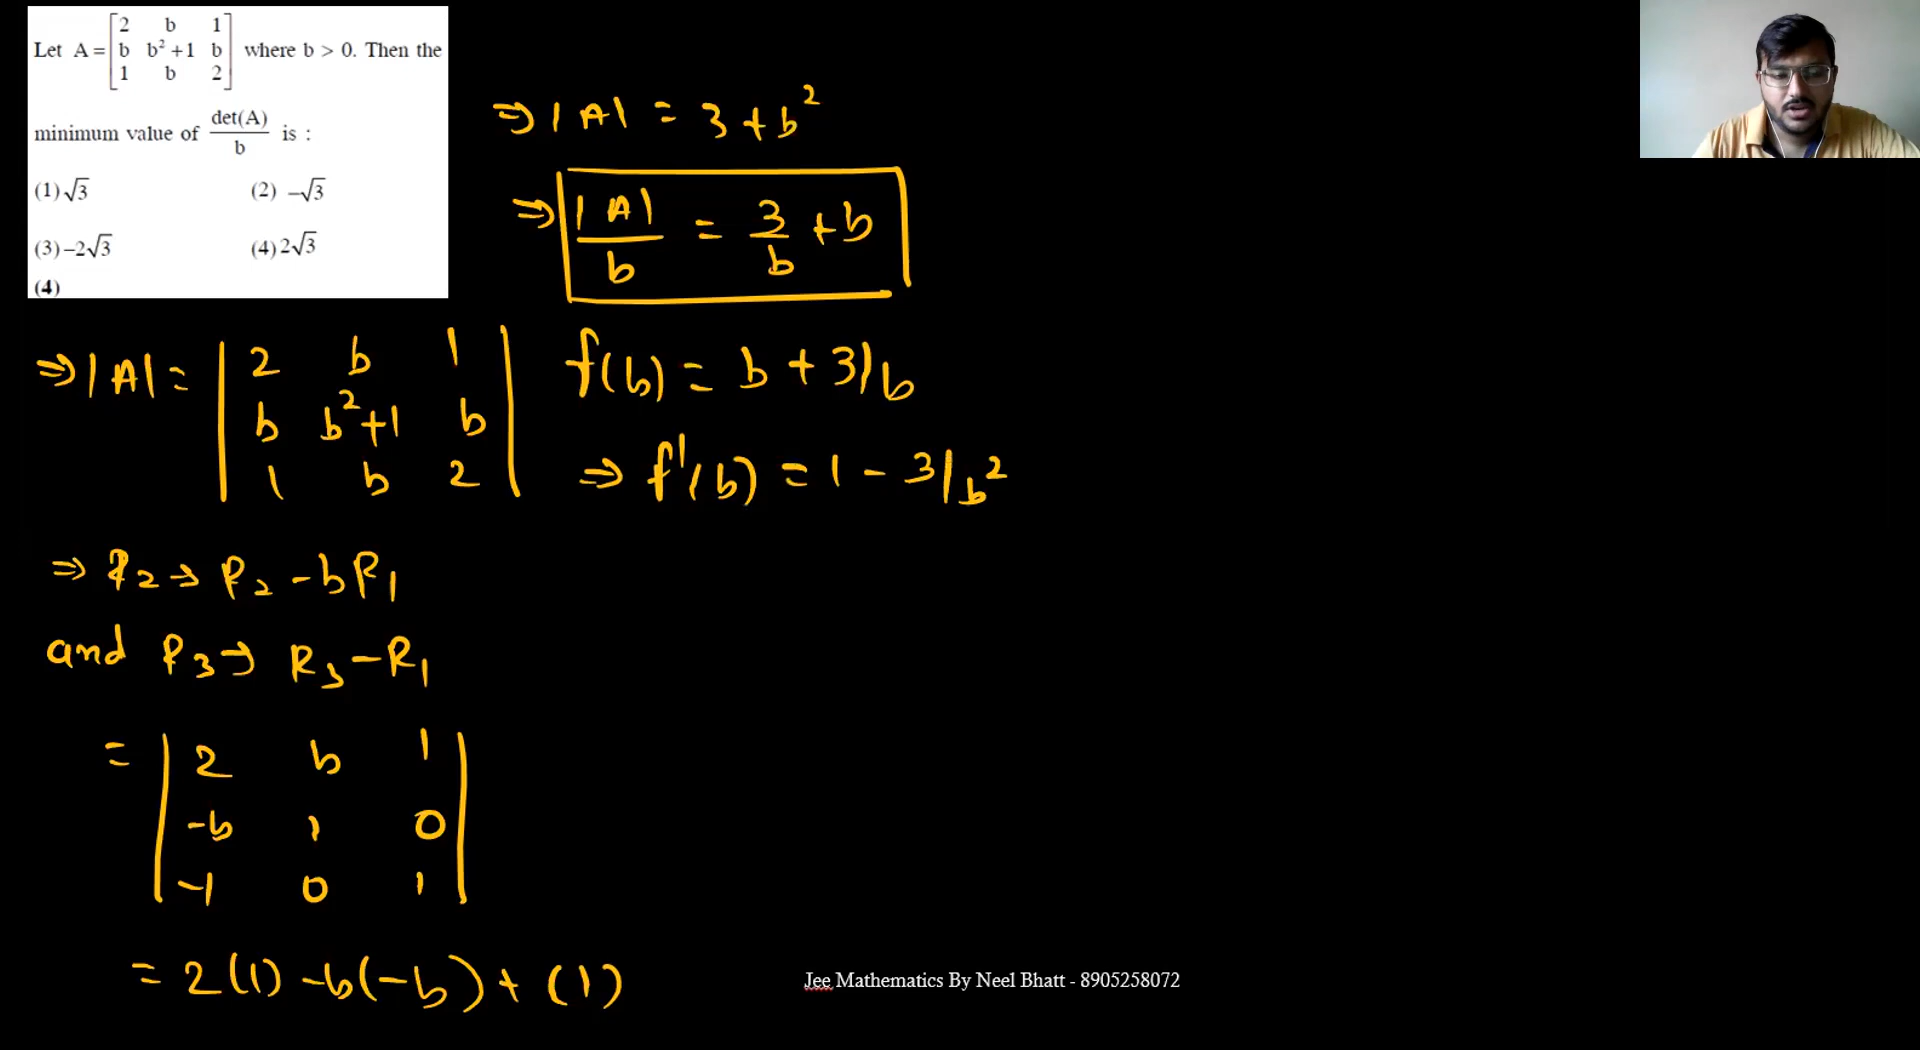 Let A = [2 b 1
b b² +1 b
1 b 2] where b > 0. Then the
minimum value of det(A)/b is :
(1) √3 (2) –√3
(3) –2√3 (4) 2√3
(4)
⇒ |A| = | 2 b 1
b b²+1 b
1 b 2 |
⇒ R₂ → R₂ - bR₁
and R₃ → R₃ - R₁
= | 2 b 1
-b 1 0
-1 0 1 |
= 2(1) - b(-b) + (1)
⇒ |A| = 3 + b²
⇒ |A|/b = 3/b + b
f(b) = b + 3/b
⇒ f'(b) = 1 - 3/b²
Jee Mathematics By Neel Bhatt - 8905258072